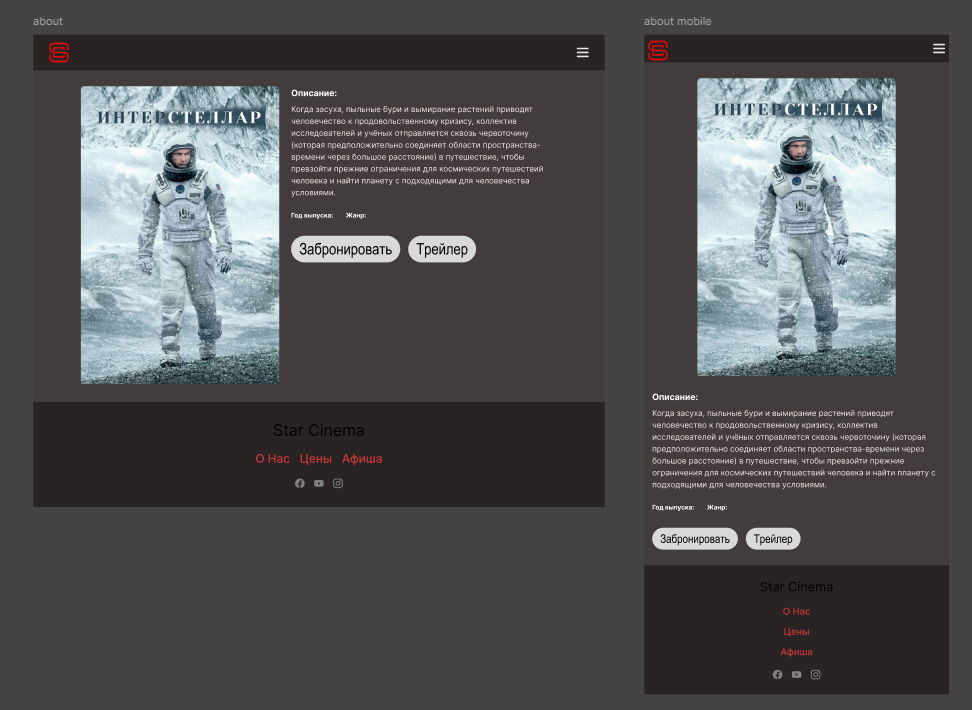 about
ИНТЕРСТЕЛЛАР
Описание:
Когда засуха, пыльные бури и вымирание растений приводят
человечество к продовольственному кризису, коллектив
исследователей и учёных отправляется сквозь червоточину
(которая предположительно соединяет области пространства-
времени через большое расстояние) в путешествие, чтобы
превзойти прежние ограничения для космических путешествий
человека и найти планету с подходящими для человечества
условиями.
Год выпуска: Жанр:
Забронировать Трейлер
Star Cinema
О Нас Цены Афиша
about mobile
ИНТЕРСТЕЛЛАР
Описание:
Когда засуха, пыльные бури и вымирание растений приводят
человечество к продовольственному кризису, коллектив
исследователей и учёных отправляется сквозь червоточину (которая
предположительно соединяет области пространства-времени через
большое расстояние) в путешествие, чтобы превзойти прежние
ограничения для космических путешествий человека и найти планету с
подходящими для человечества условиями.
Год выпуска: Жанр:
Забронировать Трейлер
Star Cinema
О Нас
Цены
Афиша